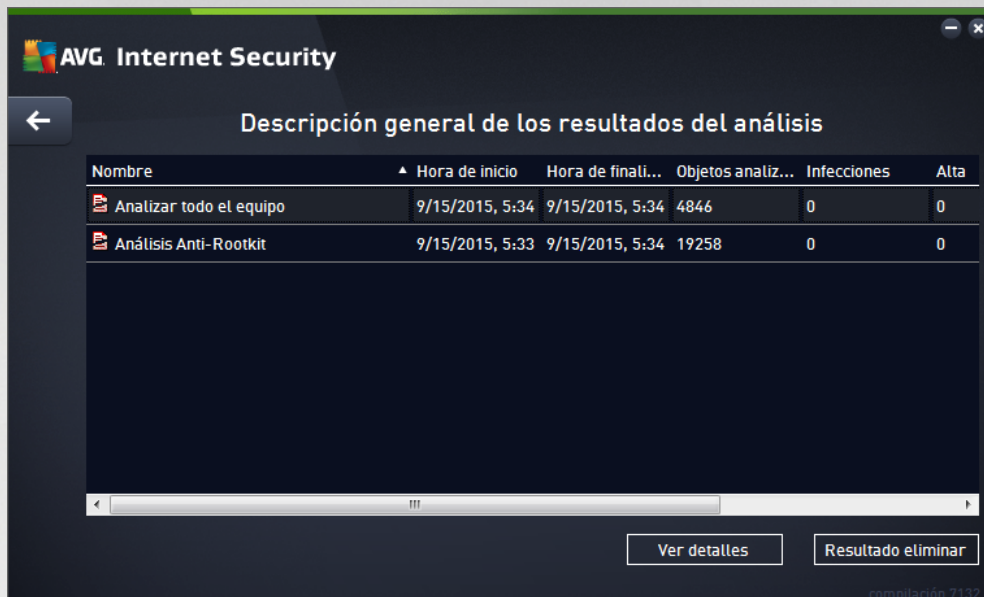 AVG. Internet Security
Descripción general de los resultados del análisis
Nombre Hora de inicio Hora de finali... Objetos analiz... Infecciones Alta
Analizar todo el equipo 9/15/2015, 5:34 9/15/2015, 5:34 4846 0 0
Análisis Anti-Rootkit 9/15/2015, 5:33 9/15/2015, 5:34 19258 0 0
Ver detalles Resultado eliminar
compilación 7132